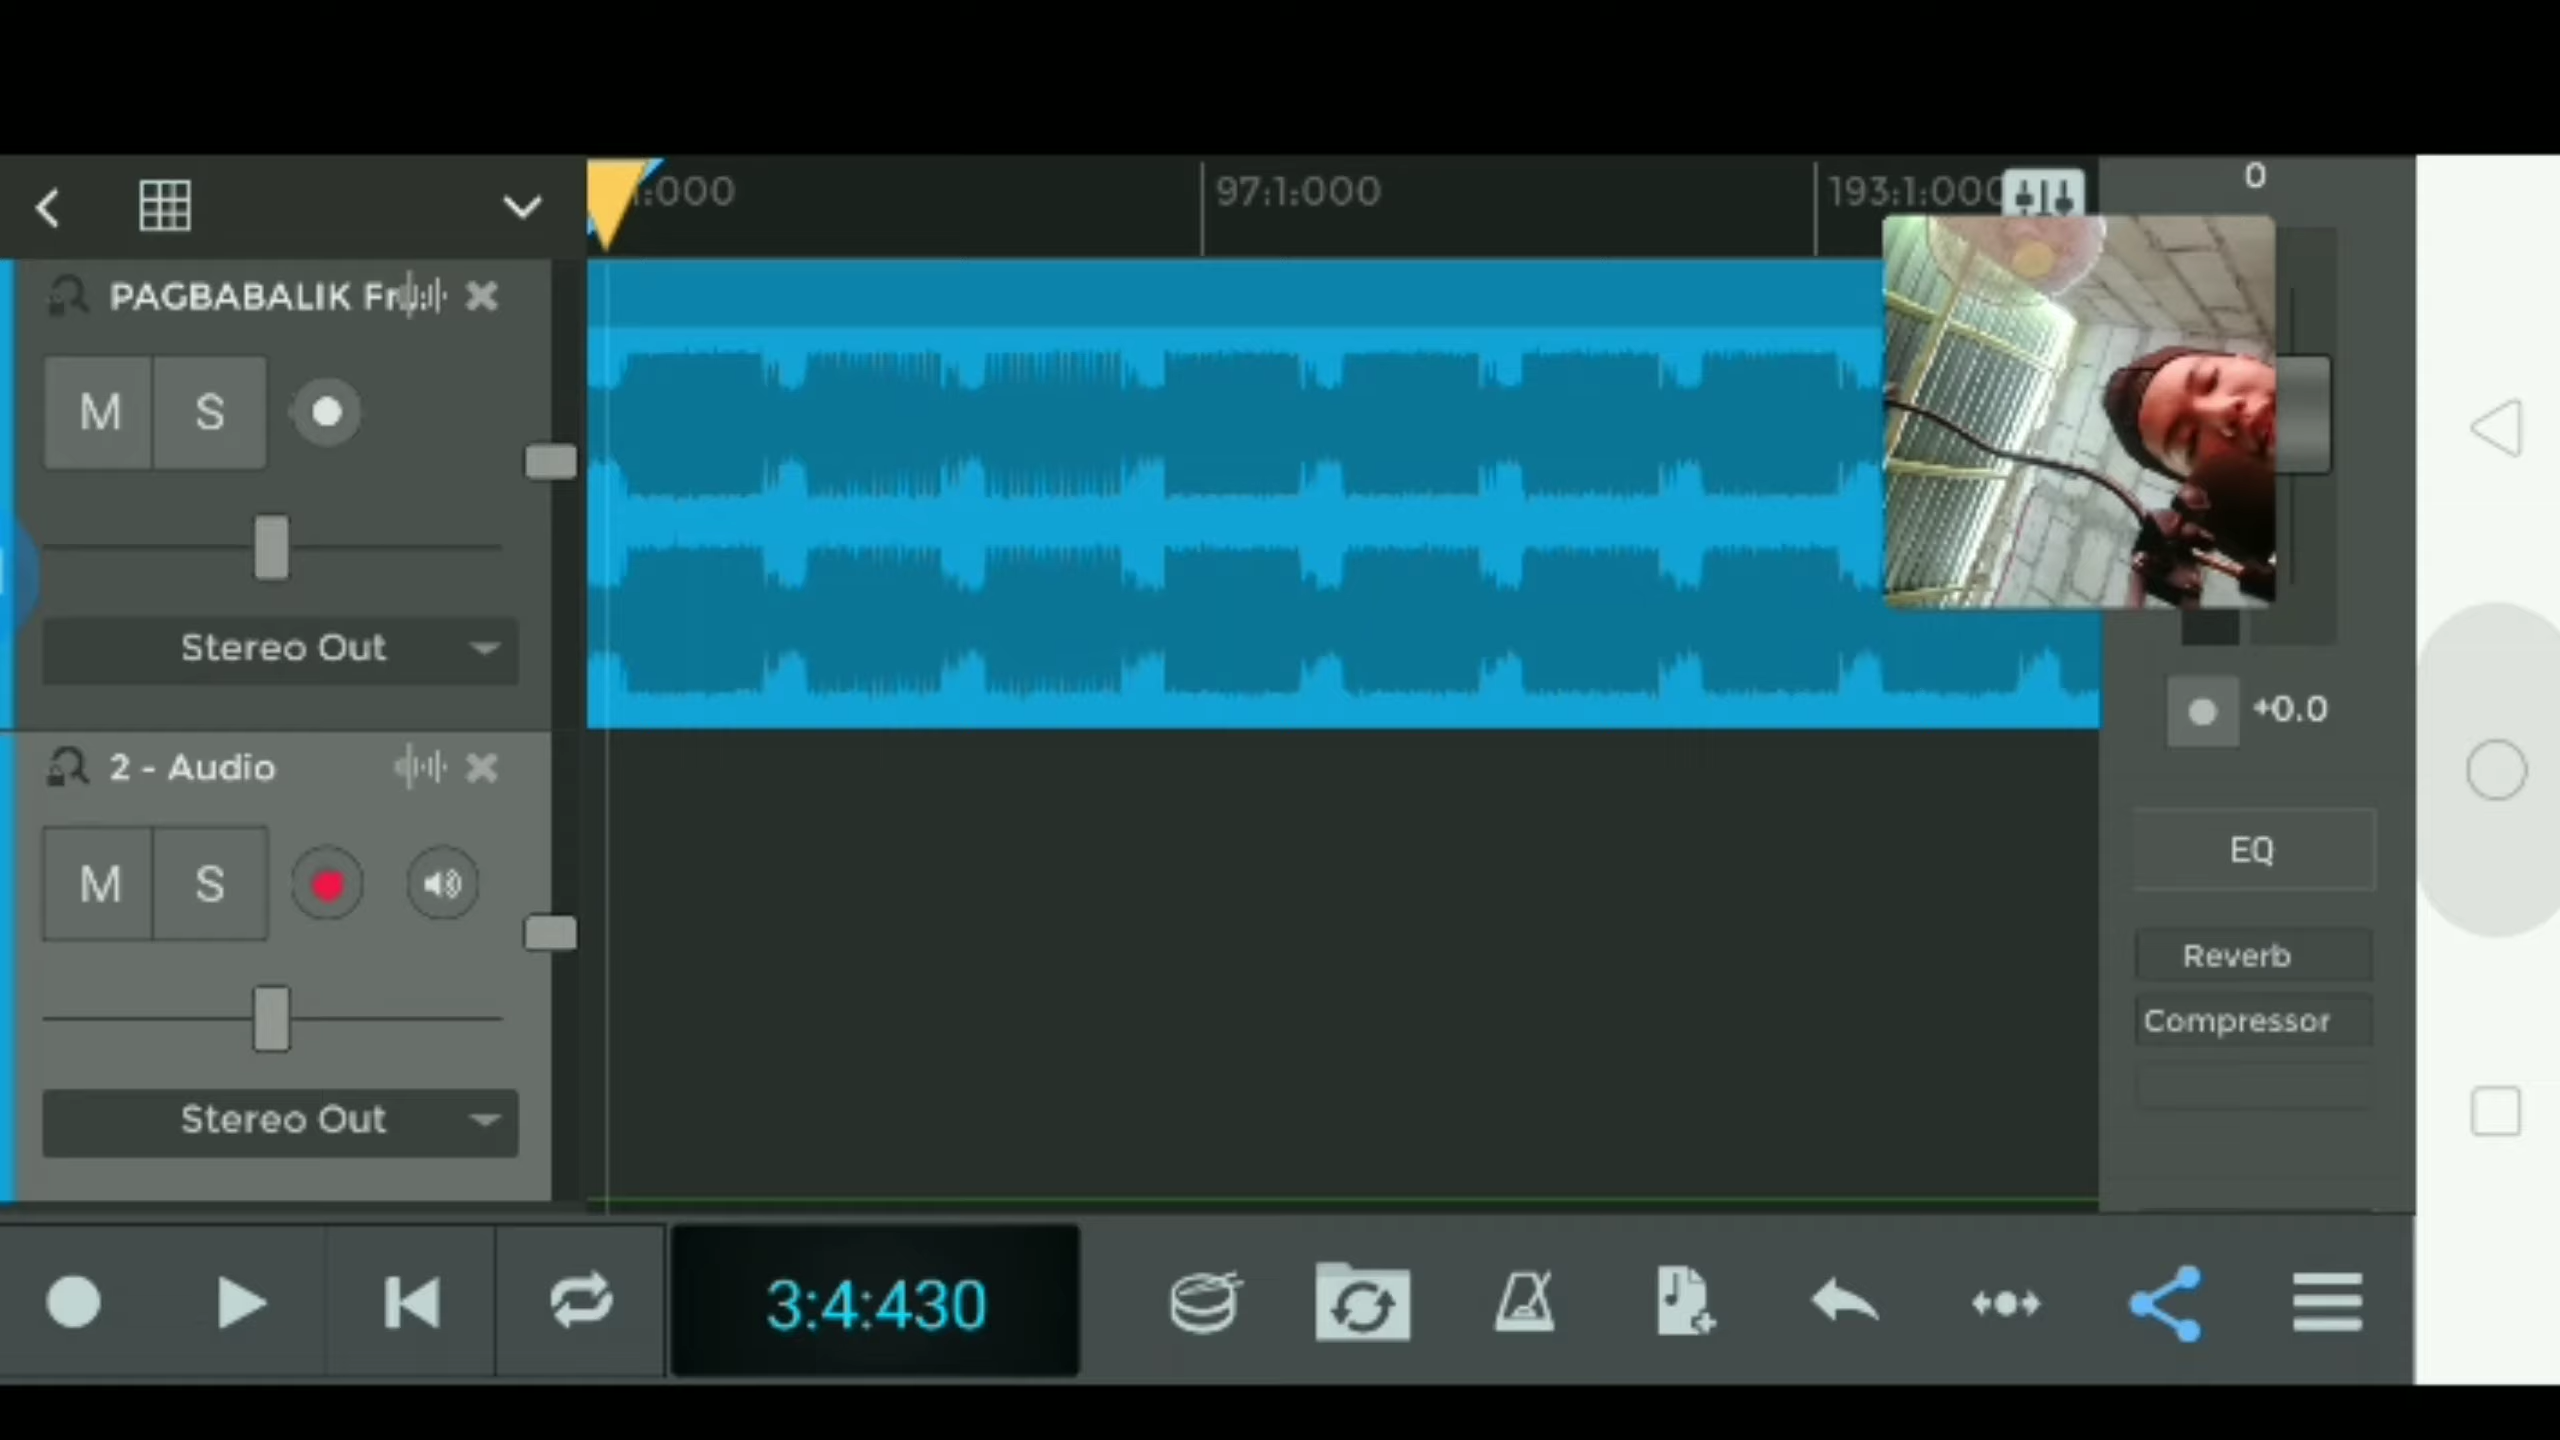 1:000
97:1:000
193:1:000
0
PAGBABALIK
M S
Stereo Out
+0.0
2 - Audio
M S
EQ
Reverb
Compressor
Stereo Out
3:4:430